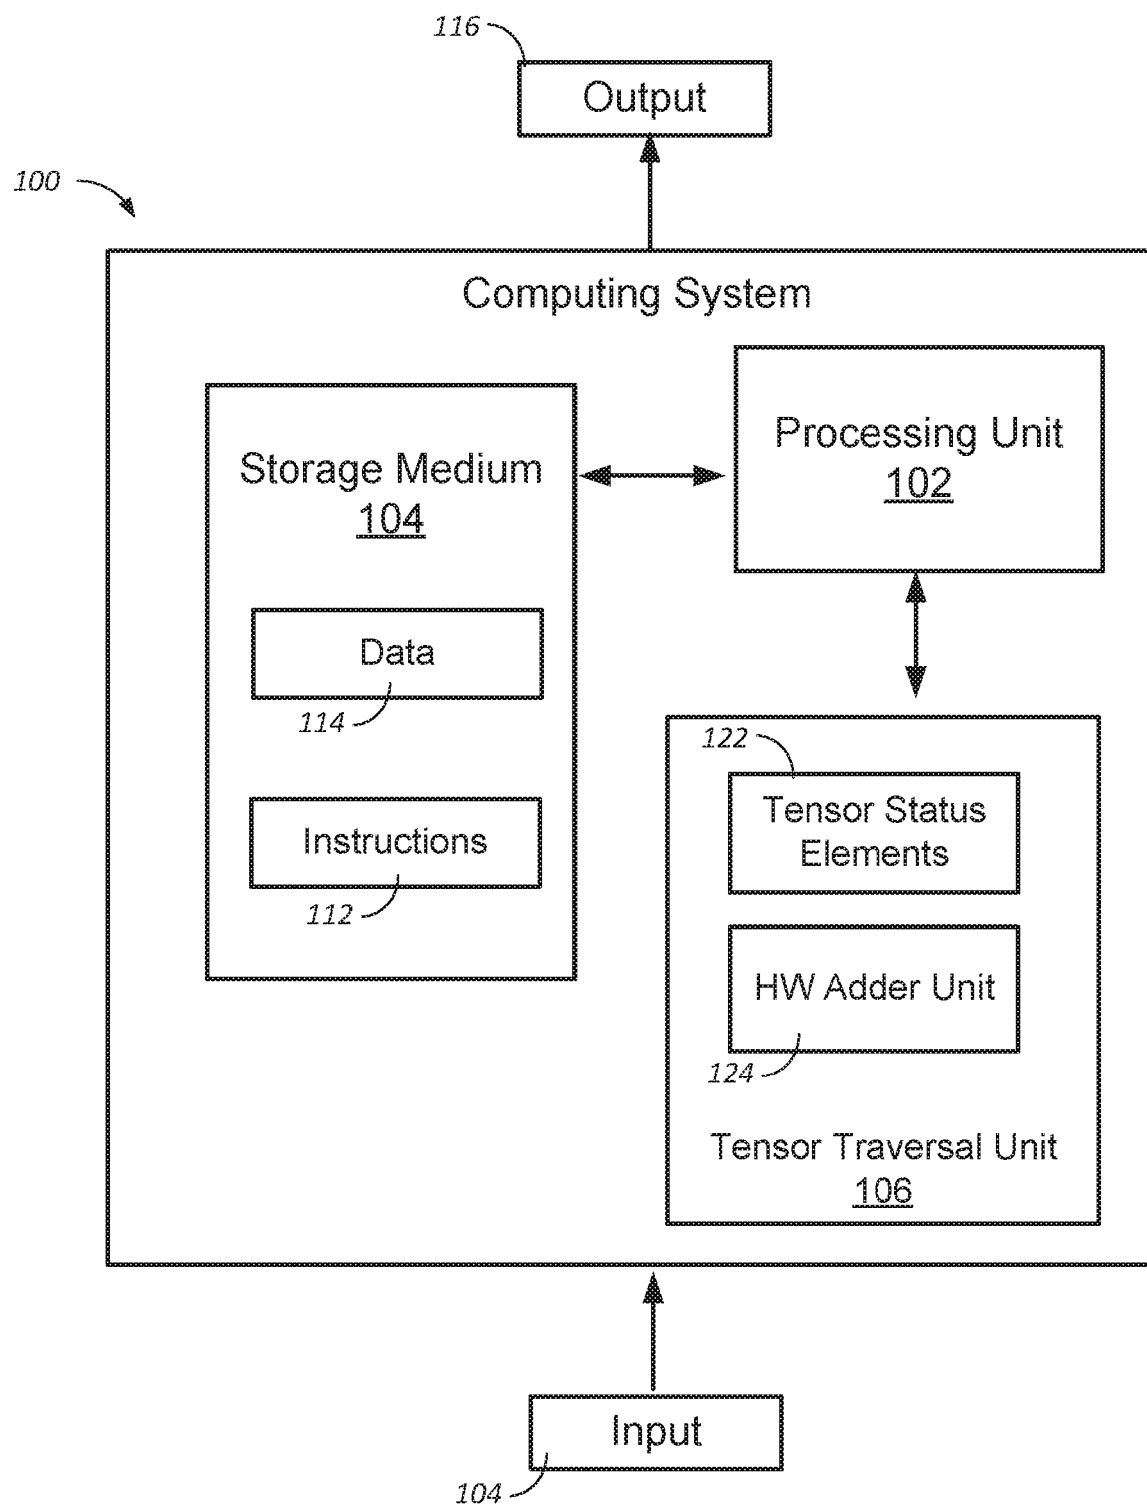 116
Output
100
Computing System
Processing Unit
102
Storage Medium
104
Data
114
122
Tensor Status
Elements
Instructions
112
HW Adder Unit
124
Tensor Traversal Unit
106
Input
104